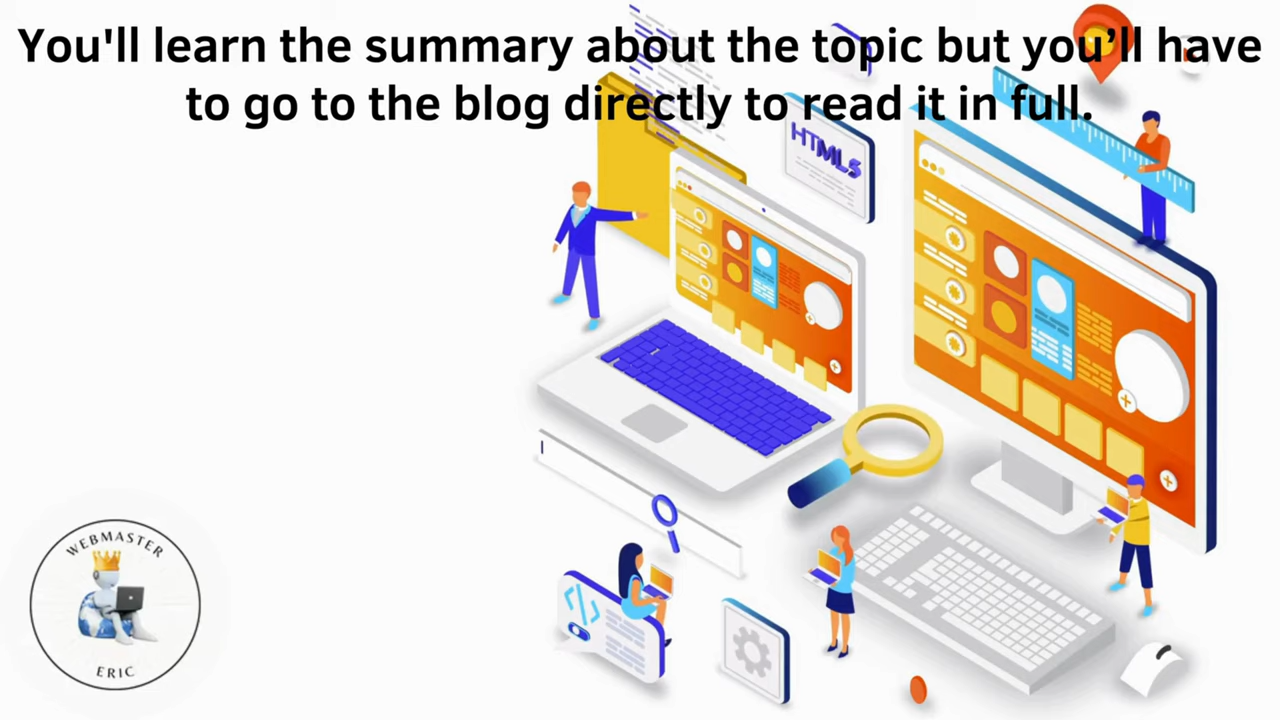 You'll learn the summary about the topic but you’ll have
to go to the blog directly to read it in full.
HTML5
</>
WEBMASTER
ERIC